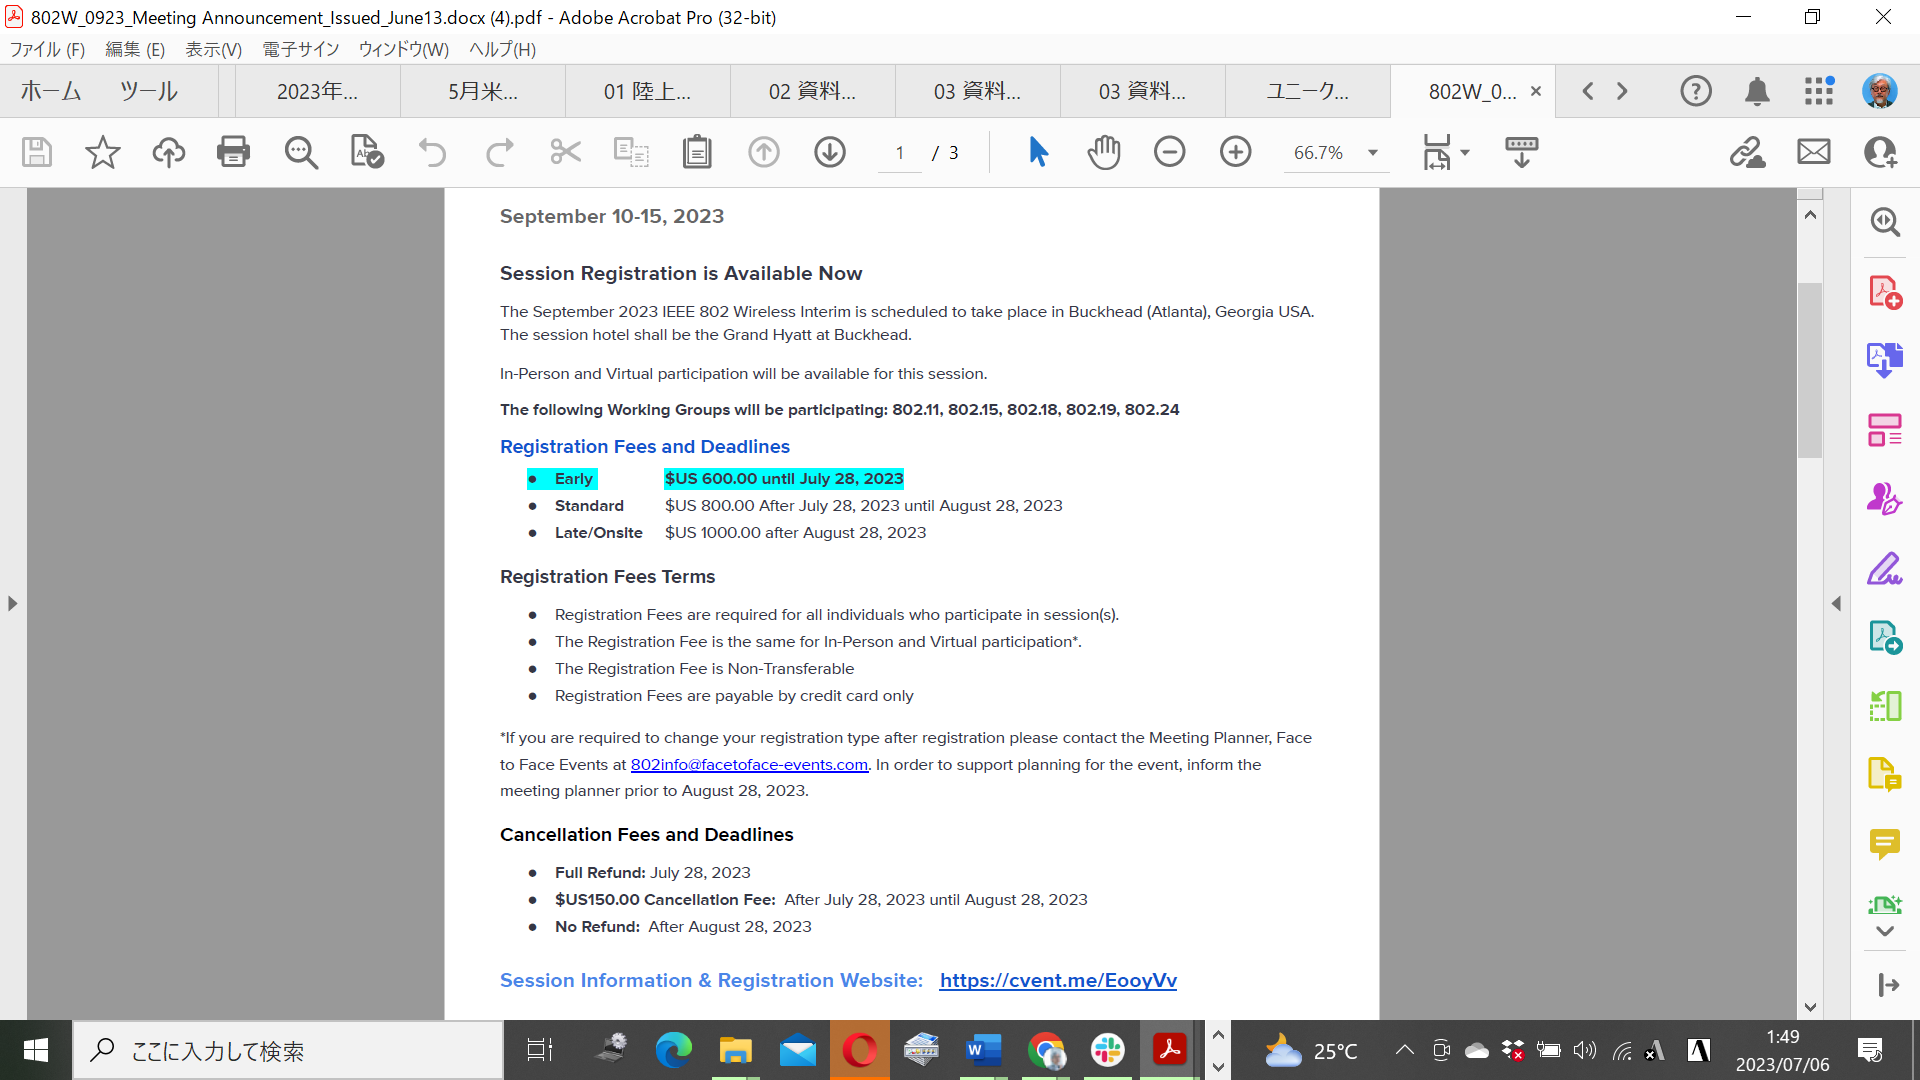 802W_0923_Meeting Announcement_Issued_June13.docx (4).pdf - Adobe Acrobat Pro (32-bit)
ファイル (F) 編集 (E) 表示(V) 電子サイン ウィンドウ(W) ヘルプ(H)
ホーム ツール 2023年... 5月米... 01 陸上... 02 資料... 03 資料... 03 資料... ユニーク... 802W_0... ×
1 / 3 66.7%
September 10-15, 2023
Session Registration is Available Now
The September 2023 IEEE 802 Wireless Interim is scheduled to take place in Buckhead (Atlanta), Georgia USA.
The session hotel shall be the Grand Hyatt at Buckhead.
In-Person and Virtual participation will be available for this session.
The following Working Groups will be participating: 802.11, 802.15, 802.18, 802.19, 802.24
Registration Fees and Deadlines
● Early $US 600.00 until July 28, 2023
● Standard $US 800.00 After July 28, 2023 until August 28, 2023
● Late/Onsite $US 1000.00 after August 28, 2023
Registration Fees Terms
● Registration Fees are required for all individuals who participate in session(s).
● The Registration Fee is the same for In-Person and Virtual participation*.
● The Registration Fee is Non-Transferable
● Registration Fees are payable by credit card only
*If you are required to change your registration type after registration please contact the Meeting Planner, Face
to Face Events at 802info@facetoface-events.com. In order to support planning for the event, inform the
meeting planner prior to August 28, 2023.
Cancellation Fees and Deadlines
● Full Refund: July 28, 2023
● $US150.00 Cancellation Fee: After July 28, 2023 until August 28, 2023
● No Refund: After August 28, 2023
Session Information & Registration Website: https://cvent.me/EooyVv
ここに入力して検索
25°C
A
1:49
2023/07/06